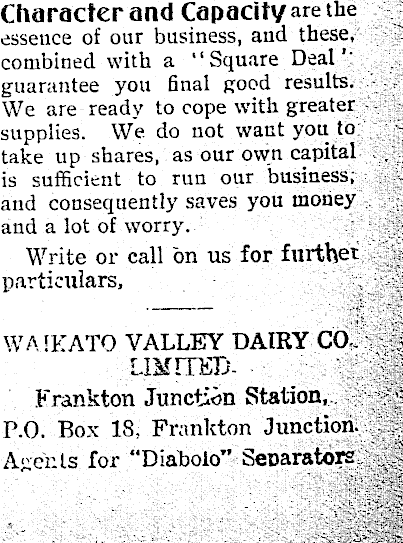 Character and Capacity are the
essence of our business, and these,
combined with a "Square Deal"
guarantee you final good results.
We are ready to cope with greater
supplies. We do not want you to
take up shares, as our own capital
is sufficient to run our business,
and consequently saves you money
and a lot of worry.
Write or call on us for further
particulars,
WAIKATO VALLEY DAIRY CO.
LIMITED.
Frankton Junction Station,
P.O. Box 18, Frankton Junction.
Agents for "Diabolo" Separators